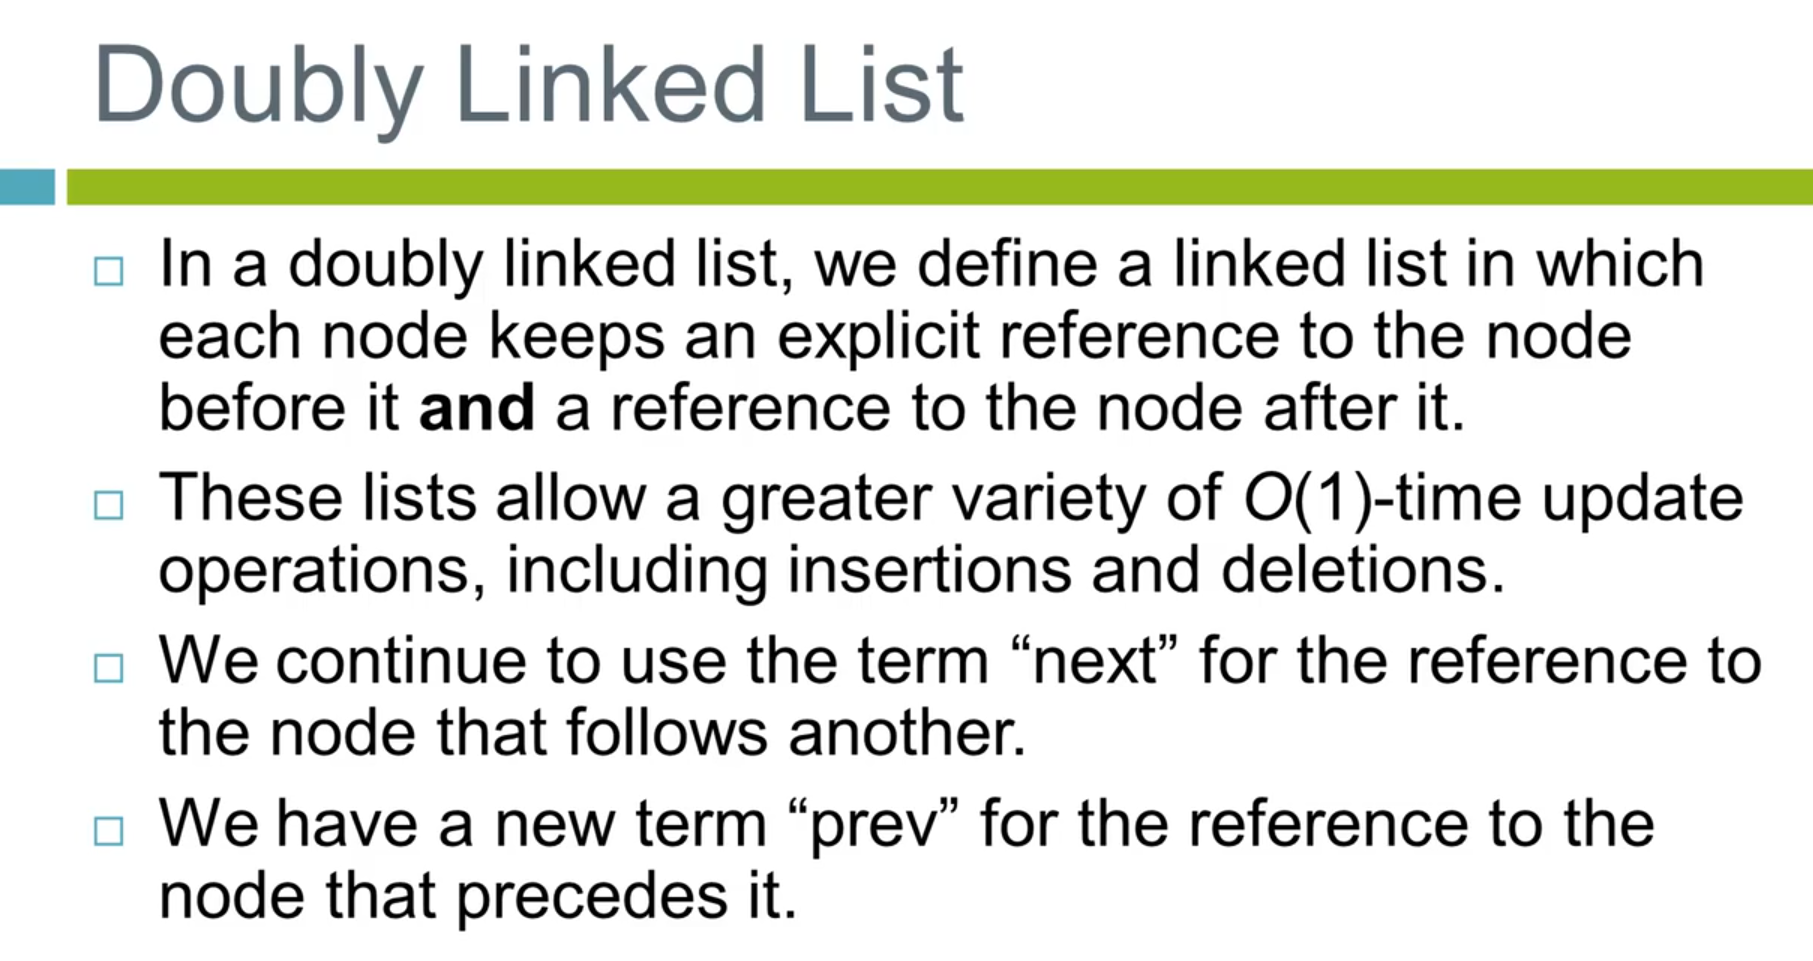 Doubly Linked List
In a doubly linked list, we define a linked list in which
each node keeps an explicit reference to the node
before it and a reference to the node after it.
These lists allow a greater variety of O(1)-time update
operations, including insertions and deletions.
We continue to use the term “next” for the reference to
the node that follows another.
We have a new term “prev” for the reference to the
node that precedes it.